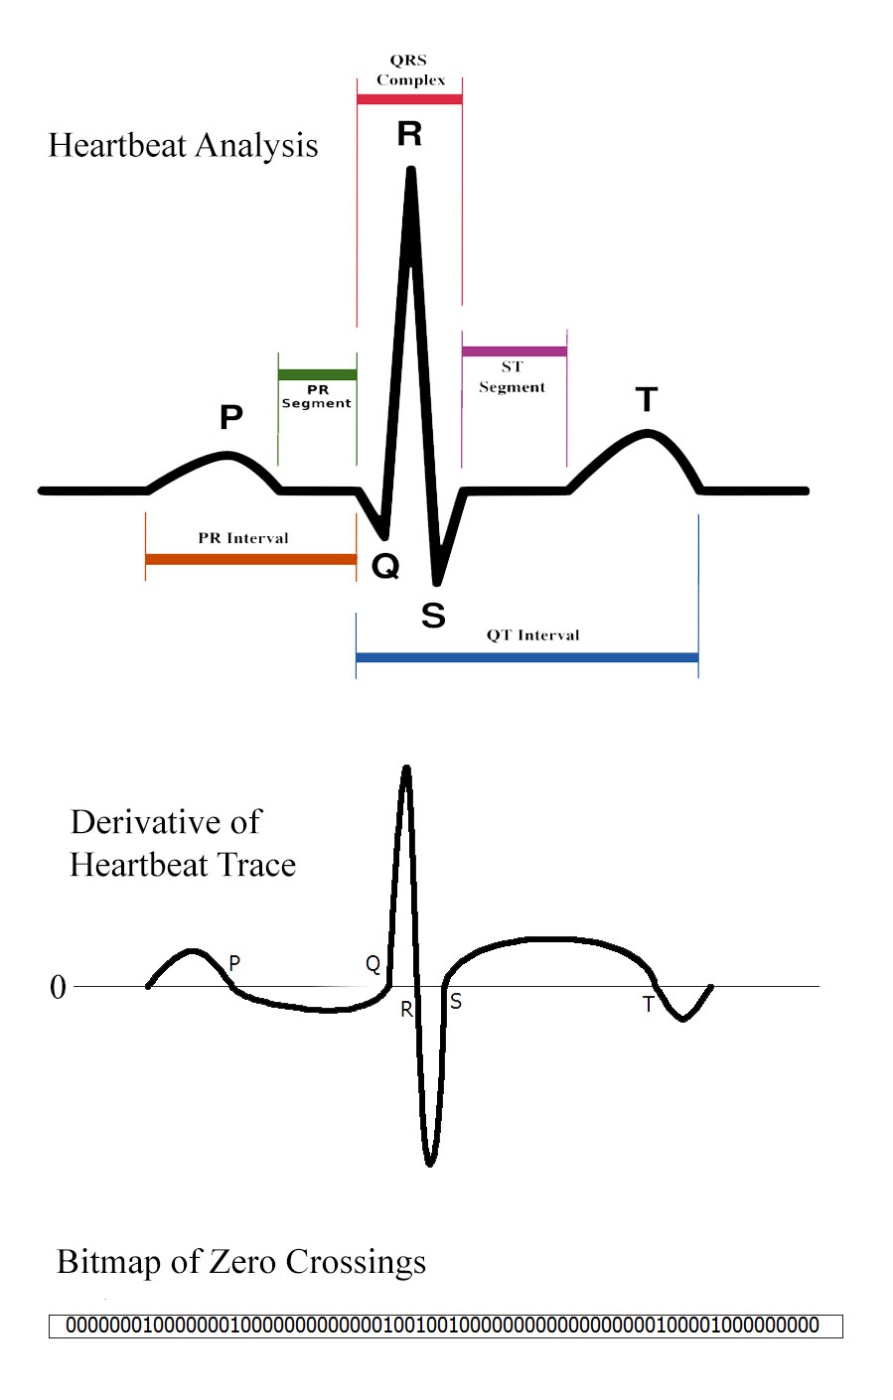 QRS
Complex
Heartbeat Analysis
R
ST
Segment
PR
Segment
P
T
PR Interval
Q
S
QT Interval
Derivative of
Heartbeat Trace
P
Q
0
R
S
T
Bitmap of Zero Crossings
000000010000000100000000000001001001000000000000000000100001000000000